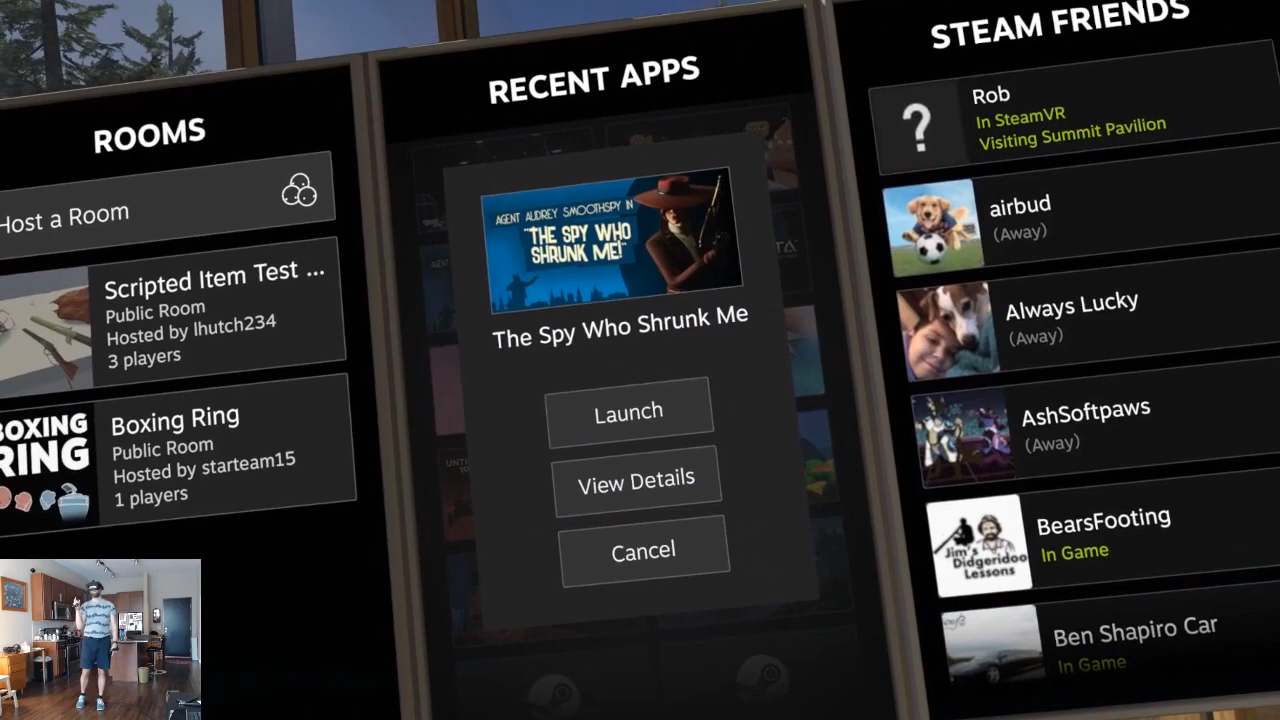 ROOMS
Host a Room
Scripted Item Test ...
Public Room
Hosted by lhutch234
3 players
BOXING
RING
Boxing Ring
Public Room
Hosted by starteam15
1 players
RECENT APPS
AGENT AUDREY SMOOTHSPY IN
"THE SPY WHO
SHRUNK ME!"
The Spy Who Shrunk Me
Launch
View Details
Cancel
STEAM FRIENDS
?
Rob
In SteamVR
Visiting Summit Pavilion
airbud
(Away)
Always Lucky
(Away)
AshSoftpaws
(Away)
Jim's
Didgeridoo
Lessons
BearsFooting
In Game
Ben Shapiro Car
In Game